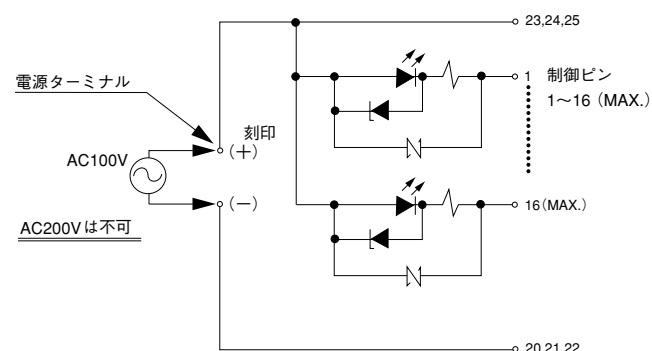 23,24,25
電源ターミナル
1 制御ピン
1～16（MAX.）
刻印
（＋）
AC100V
（－）
16（MAX.）
AC200Vは不可
20,21,22